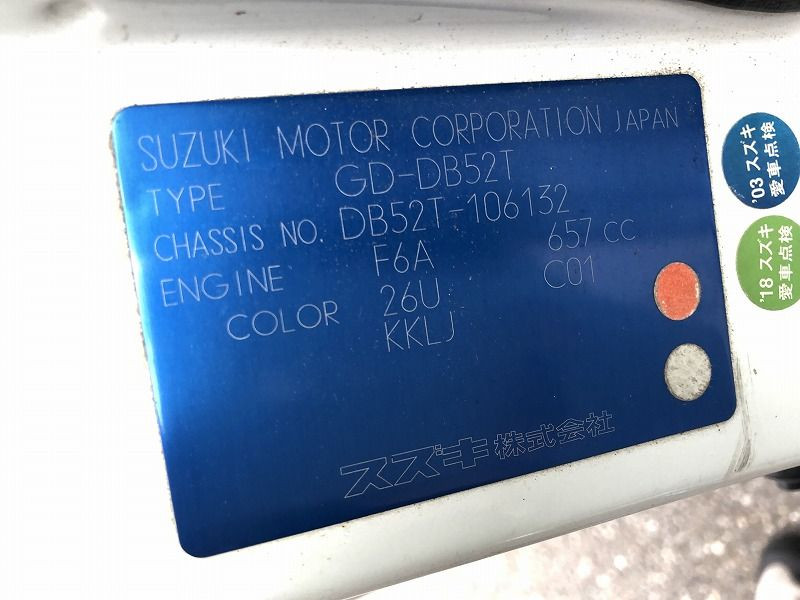 SUZUKI MOTOR CORPORATION JAPAN
TYPE GD-DB52T
CHASSIS NO. DB52T-106132
ENGINE F6A 657 CC
COLOR 26U C01
KKLJ
スズキ株式会社
'03 スズキ
愛車点検
'18 スズキ
愛車点検